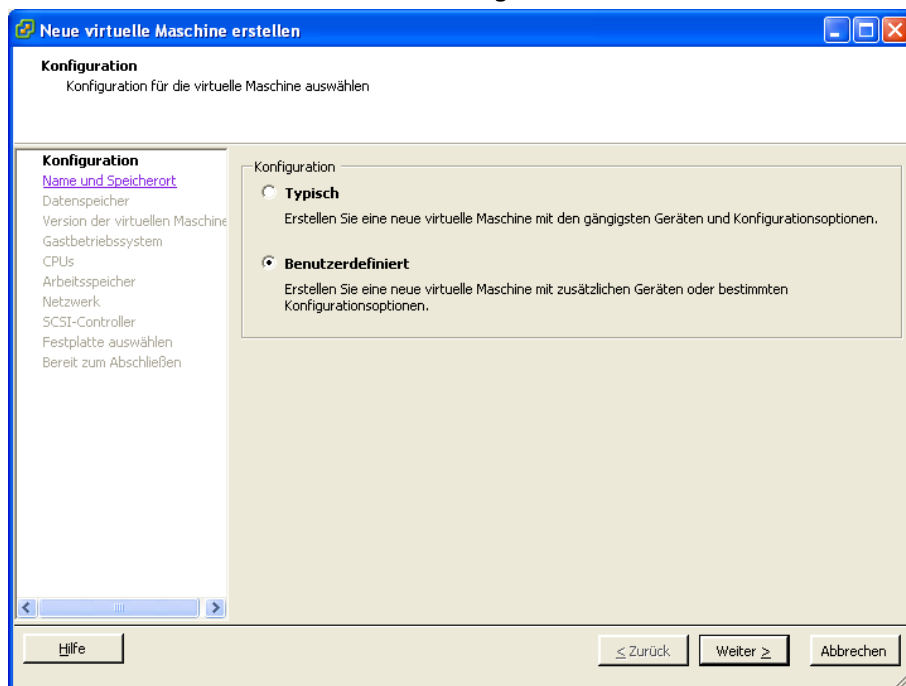 Neue virtuelle Maschine erstellen
Konfiguration
Konfiguration für die virtuelle Maschine auswählen
Konfiguration
Name und Speicherort
Datenspeicher
Version der virtuellen Maschine
Gastbetriebssystem
CPUs
Arbeitsspeicher
Netzwerk
SCSI-Controller
Festplatte auswählen
Bereit zum Abschließen
Konfiguration
Typisch
Erstellen Sie eine neue virtuelle Maschine mit den gängigsten Geräten und Konfigurationsoptionen.
Benutzerdefiniert
Erstellen Sie eine neue virtuelle Maschine mit zusätzlichen Geräten oder bestimmten
Konfigurationsoptionen.
Hilfe
≤ Zurück
Weiter ≥
Abbrechen